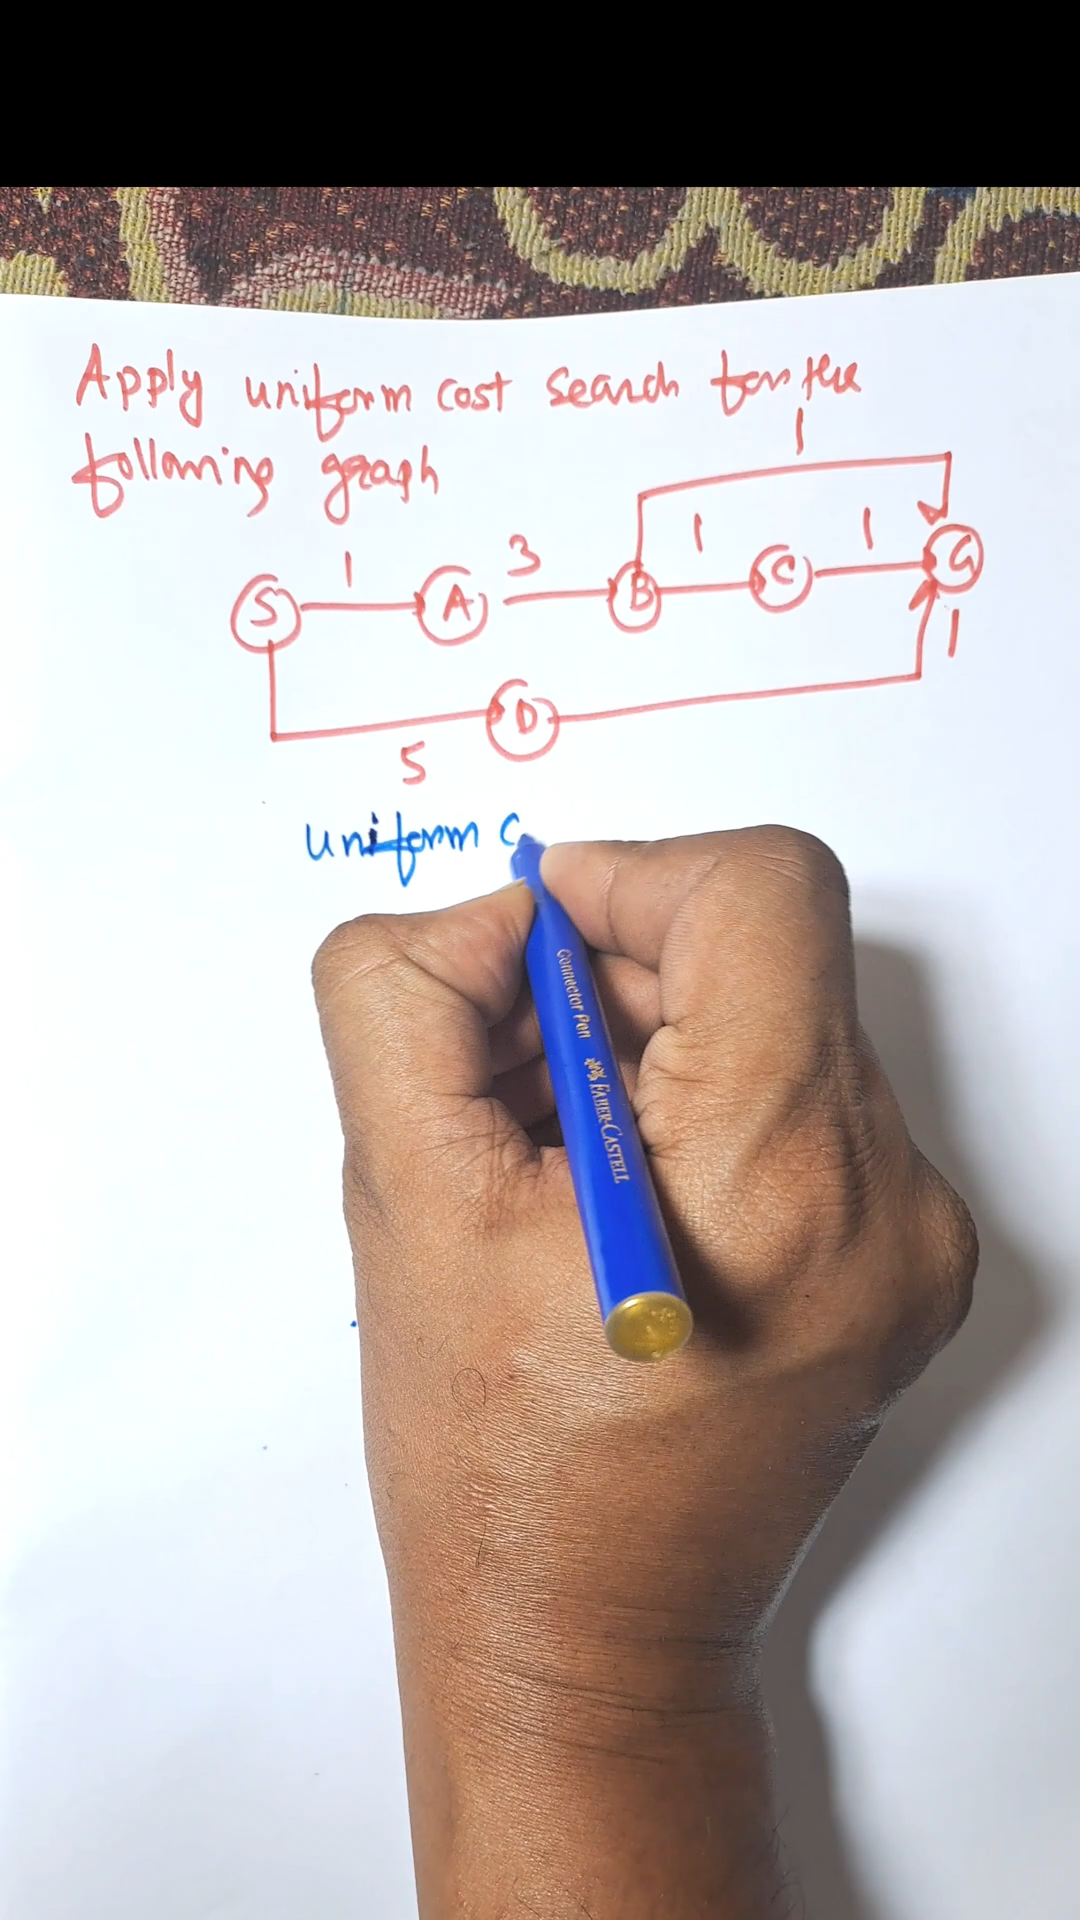 Apply uniform cost search for the
following graph
1
1 3 1 1
S A B C G
1
D
5
uniform c
Connector Pen FABER-CASTELL